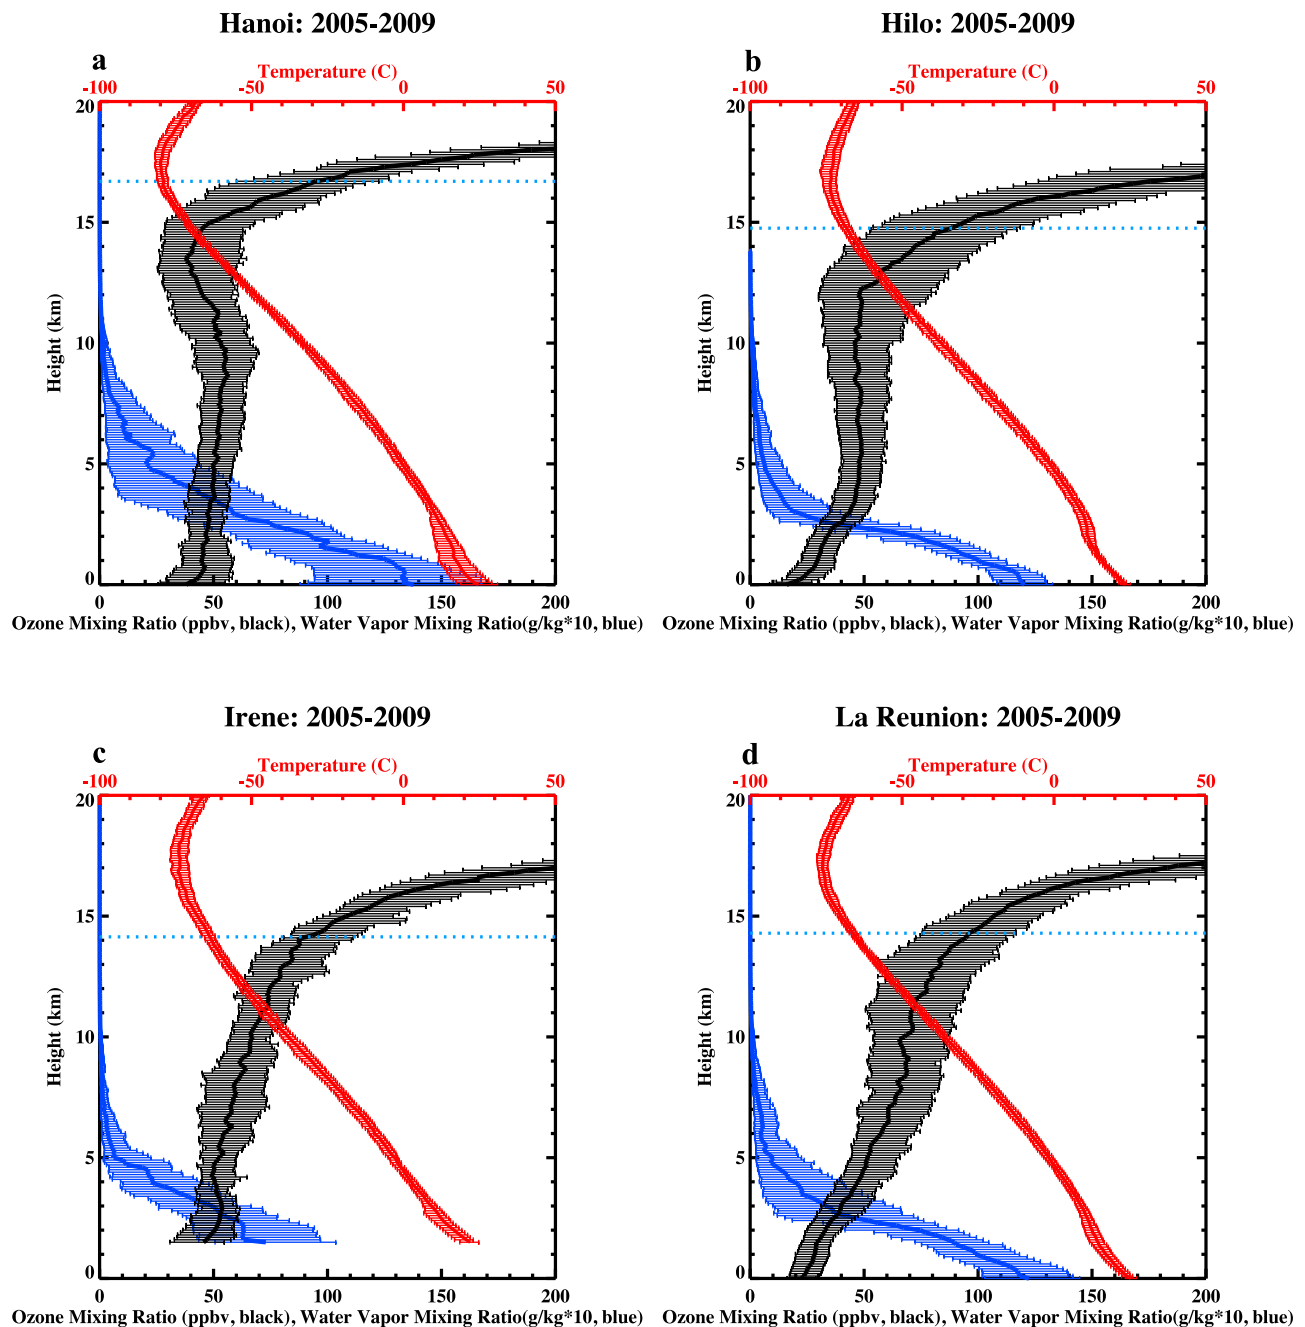 Hanoi: 2005-2009
a
Temperature (C)
-100 -50 0 50
20
15
10
5
0
Height (km)
0 50 100 150 200
Ozone Mixing Ratio (ppbv, black), Water Vapor Mixing Ratio(g/kg*10, blue)
Hilo: 2005-2009
b
Temperature (C)
-100 -50 0 50
20
15
10
5
0
Height (km)
0 50 100 150 200
Ozone Mixing Ratio (ppbv, black), Water Vapor Mixing Ratio(g/kg*10, blue)
Irene: 2005-2009
c
Temperature (C)
-100 -50 0 50
20
15
10
5
0
Height (km)
0 50 100 150 200
Ozone Mixing Ratio (ppbv, black), Water Vapor Mixing Ratio(g/kg*10, blue)
La Reunion: 2005-2009
d
Temperature (C)
-100 -50 0 50
20
15
10
5
0
Height (km)
0 50 100 150 200
Ozone Mixing Ratio (ppbv, black), Water Vapor Mixing Ratio(g/kg*10, blue)